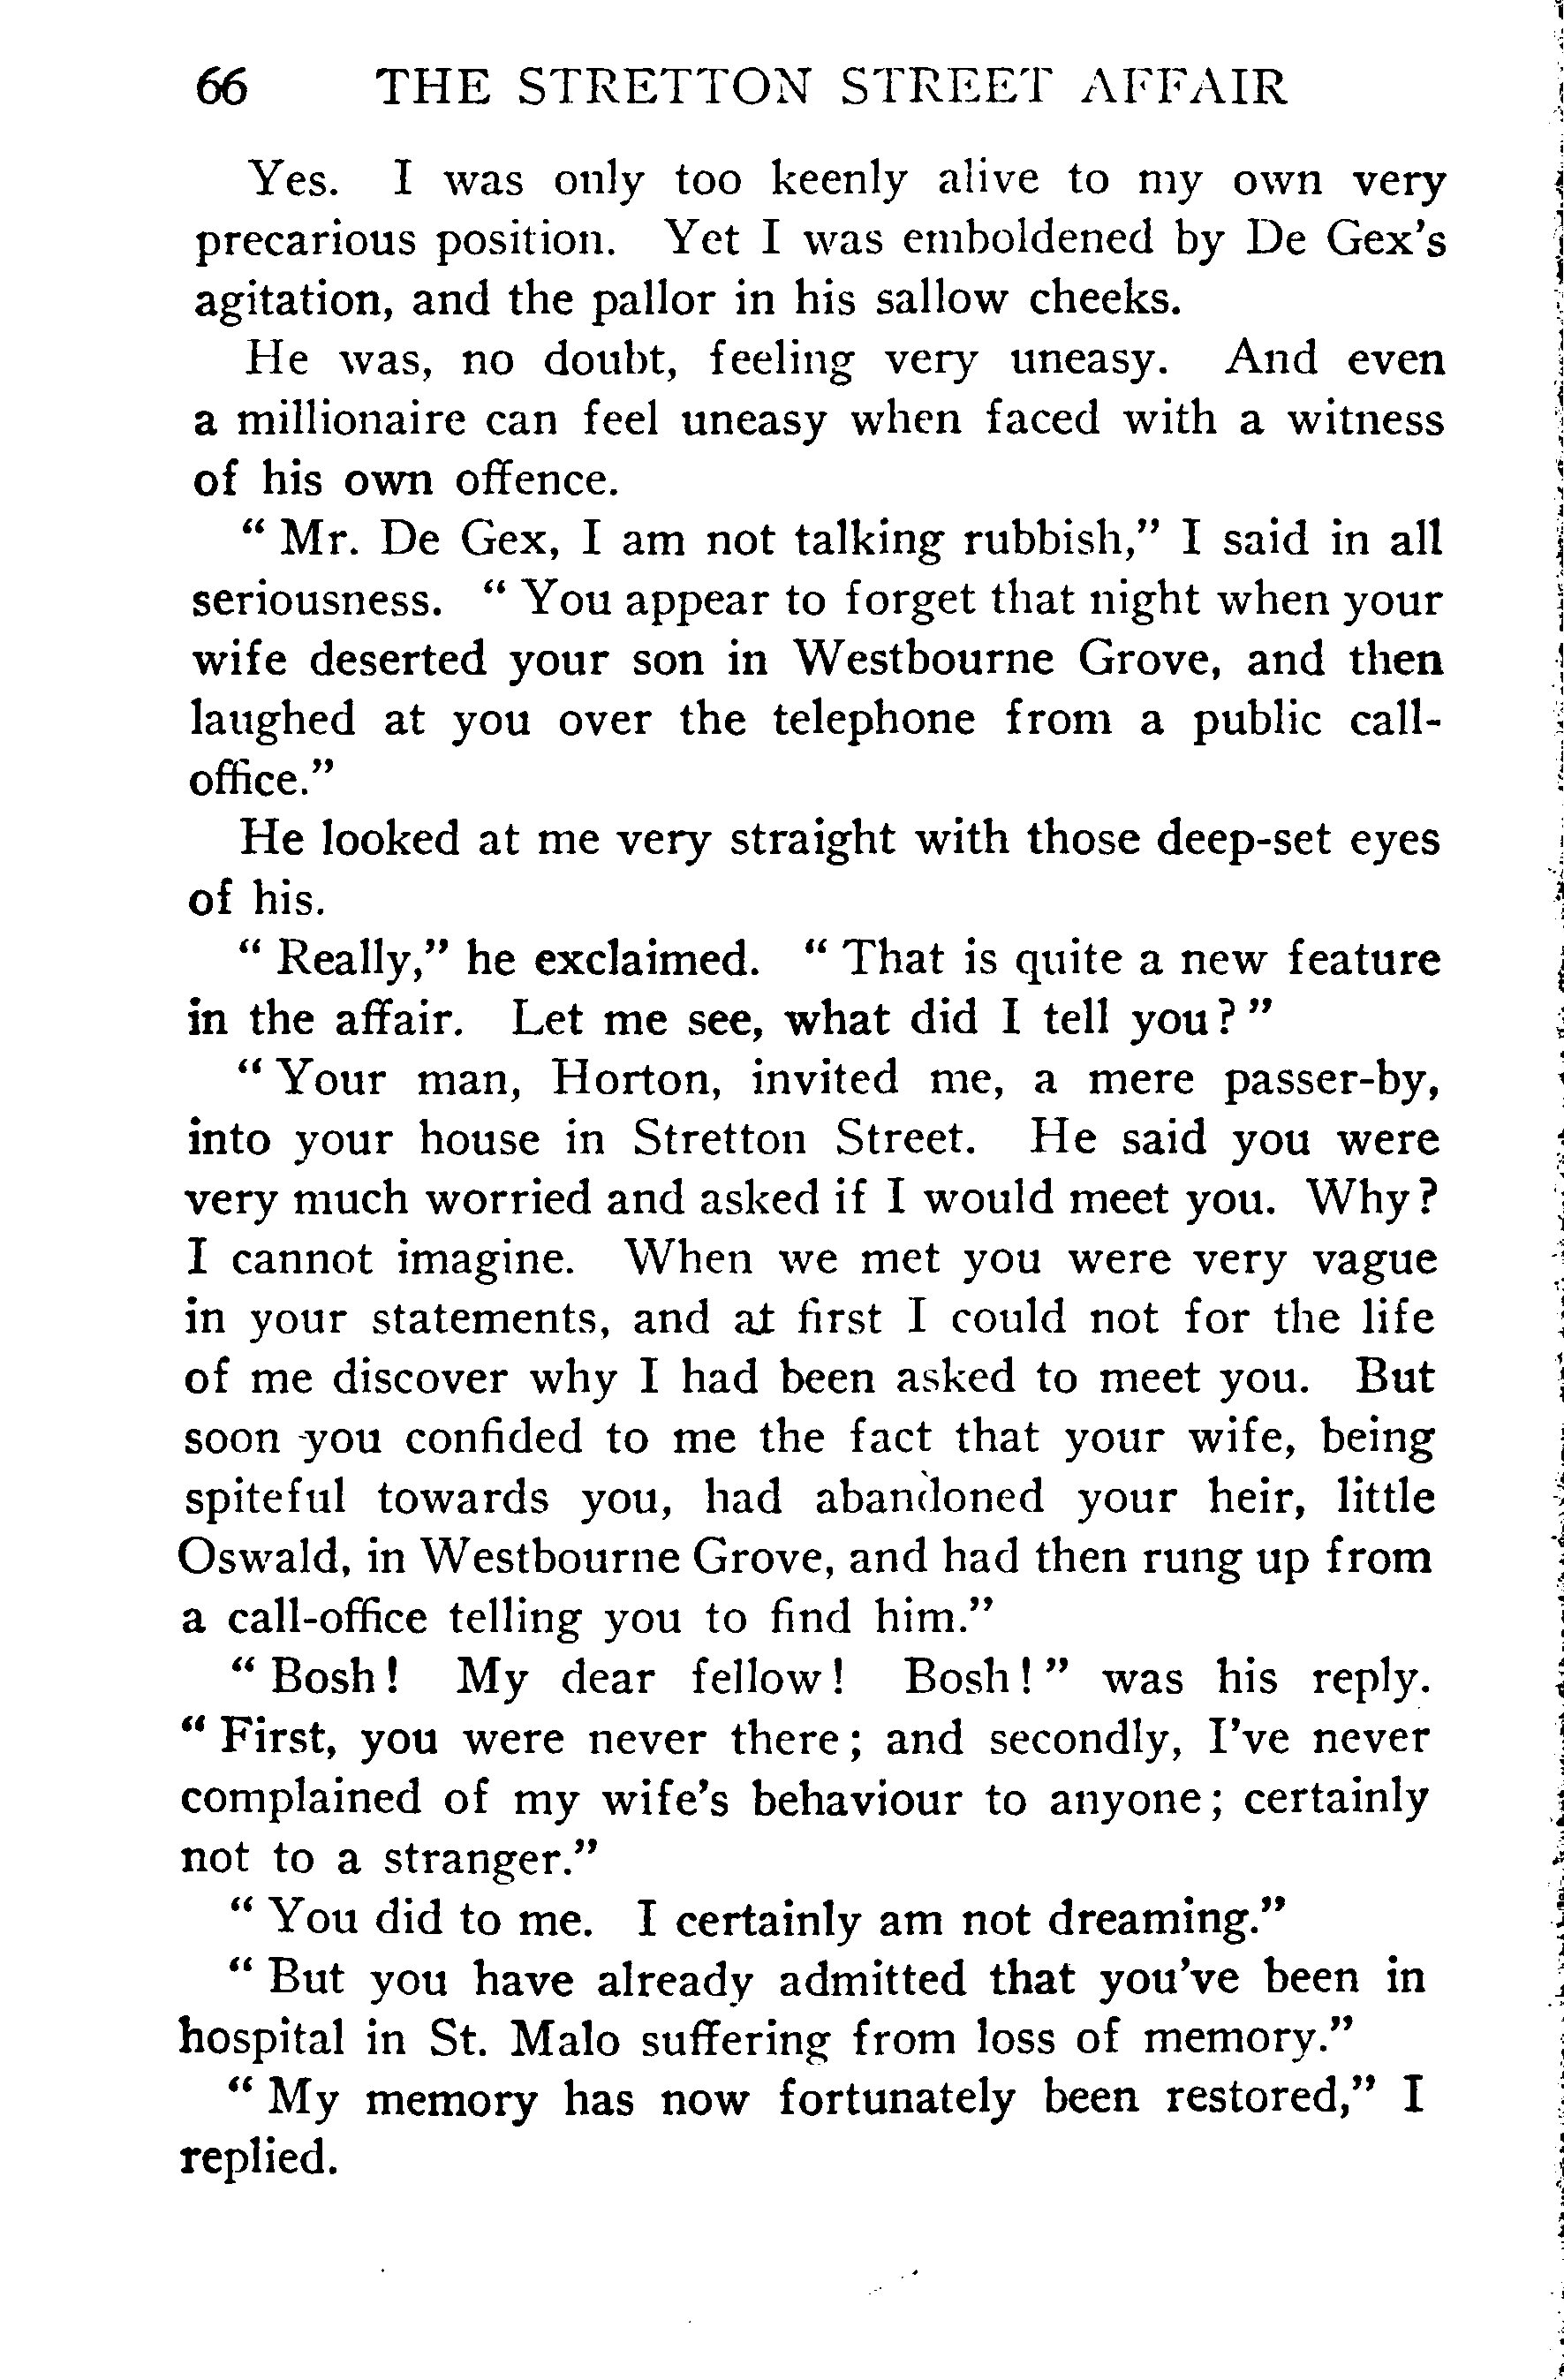 66 THE STRETTON STREET AFFAIR
Yes. I was only too keenly alive to my own very
precarious position. Yet I was emboldened by De Gex's
agitation, and the pallor in his sallow cheeks.
He was, no doubt, feeling very uneasy. And even
a millionaire can feel uneasy when faced with a witness
of his own offence.
“ Mr. De Gex, I am not talking rubbish,” I said in all
seriousness. “ You appear to forget that night when your
wife deserted your son in Westbourne Grove, and then
laughed at you over the telephone from a public call-
office.”
He looked at me very straight with those deep-set eyes
of his.
“ Really,” he exclaimed. “ That is quite a new feature
in the affair. Let me see, what did I tell you? ”
“ Your man, Horton, invited me, a mere passer-by,
into your house in Stretton Street. He said you were
very much worried and asked if I would meet you. Why?
I cannot imagine. When we met you were very vague
in your statements, and at first I could not for the life
of me discover why I had been asked to meet you. But
soon you confided to me the fact that your wife, being
spiteful towards you, had abandoned your heir, little
Oswald, in Westbourne Grove, and had then rung up from
a call-office telling you to find him.”
“ Bosh! My dear fellow! Bosh! ” was his reply.
“ First, you were never there; and secondly, I've never
complained of my wife's behaviour to anyone; certainly
not to a stranger.”
“ You did to me. I certainly am not dreaming.”
“ But you have already admitted that you've been in
hospital in St. Malo suffering from loss of memory.”
“ My memory has now fortunately been restored,” I
replied.